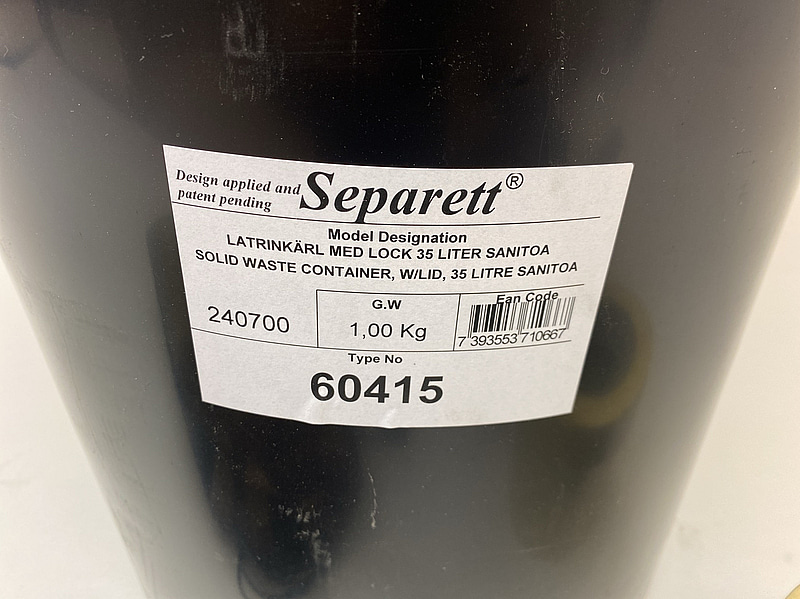 Design applied and
patent pending
Separett®
Model Designation
LATRINKÄRL MED LOCK 35 LITER SANITOA
SOLID WASTE CONTAINER, W/LID, 35 LITRE SANITOA
240700
G.W
1,00 Kg
Ean Code
7 393553 710667
Type No
60415